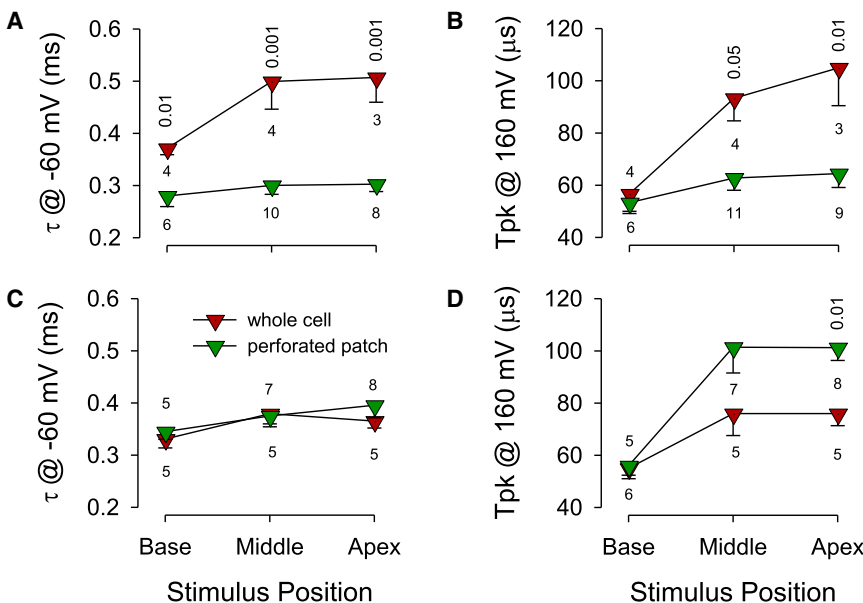 A
τ @ -60 mV (ms)
0.6
0.5
0.4
0.3
0.2
0.01
0.001
0.001
4
4
3
6
10
8
B
Tpk @ 160 mV (μs)
120
100
80
60
40
4
0.05
0.01
4
3
6
11
9
C
τ @ -60 mV (ms)
0.6
0.5
0.4
0.3
0.2
whole cell
perforated patch
5
7
8
5
5
5
Base
Middle
Apex
Stimulus Position
D
Tpk @ 160 mV (μs)
120
100
80
60
40
0.01
5
7
8
6
5
5
Base
Middle
Apex
Stimulus Position